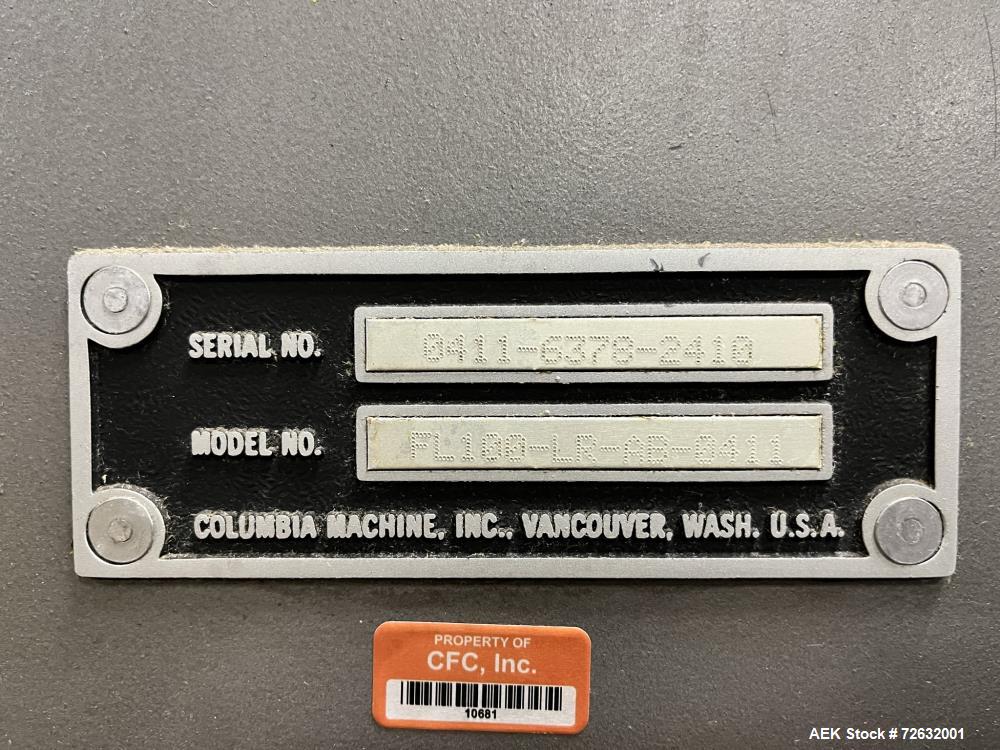 SERIAL NO. 0411-6378-2410
MODEL NO. FL100-LR-AB-0411
COLUMBIA MACHINE, INC., VANCOUVER, WASH. U.S.A.
PROPERTY OF
CFC, Inc.
10681
AEK Stock # 72632001